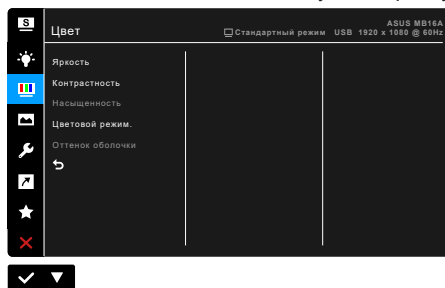 S
Цвет
Стандартный режим USB 1920 x 1080 @ 60Hz
ASUS MB16A
Яркость
Контрастность
Насыщенность
Цветовой режим.
Оттенок оболочки